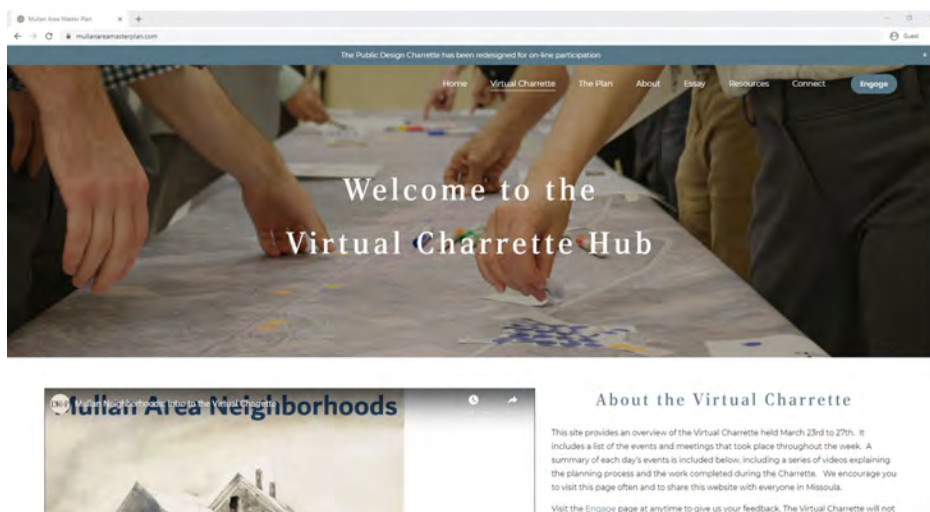 Mullan Area Master Plan
mullanareamasterplan.com
Guest
The Public Design Charrette has been redesigned for on-line participation
Home Virtual Charrette The Plan About Essay Resources Connect Engage
Welcome to the
Virtual Charrette Hub
Mullan Neighborhoods: Intro to the Virtual Charrette
Mullan Area Neighborhoods
About the Virtual Charrette
This site provides an overview of the Virtual Charrette held March 23rd to 27th. It
includes a list of the events and meetings that took place throughout the week. A
summary of each day's events is included below, including a series of videos explaining
the planning process and the work completed during the Charrette. We encourage you
to visit this page often and to share this website with everyone in Missoula.
Visit the Engage page at anytime to give us your feedback. The Virtual Charrette will not